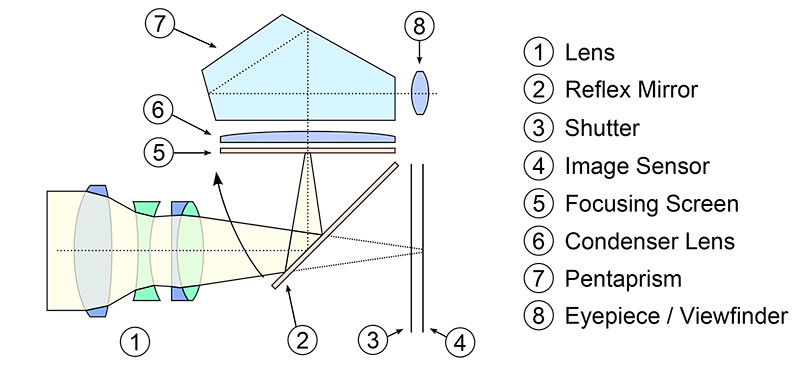 7
8
6
5
1
2
3
4
1 Lens
2 Reflex Mirror
3 Shutter
4 Image Sensor
5 Focusing Screen
6 Condenser Lens
7 Pentaprism
8 Eyepiece / Viewfinder